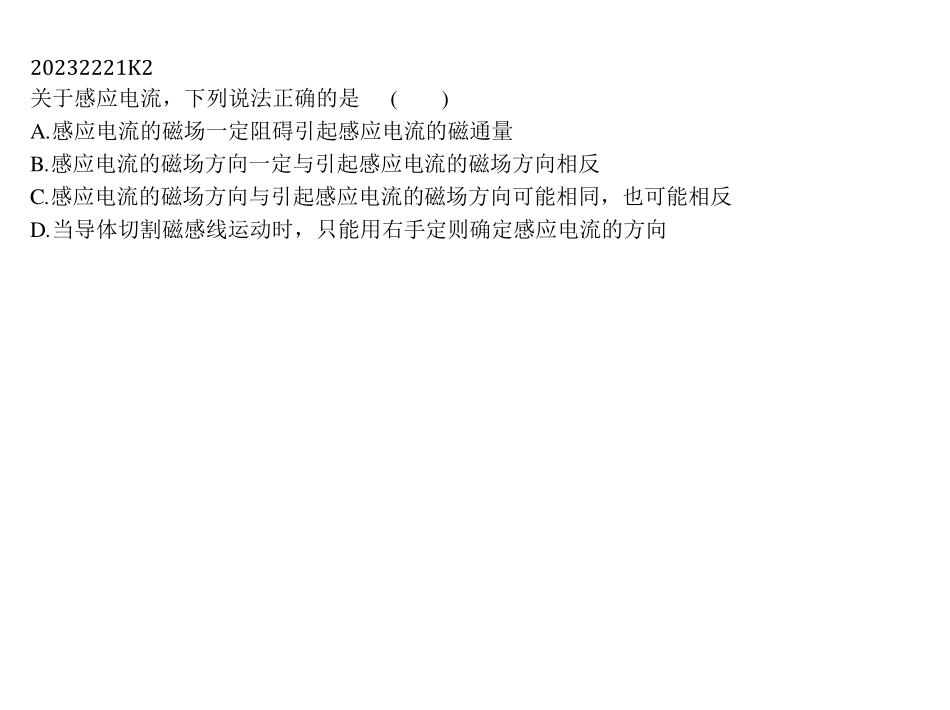 20232221K2
关于感应电流，下列说法正确的是 ( )
A.感应电流的磁场一定阻碍引起感应电流的磁通量
B.感应电流的磁场方向一定与引起感应电流的磁场方向相反
C.感应电流的磁场方向与引起感应电流的磁场方向可能相同，也可能相反
D.当导体切割磁感线运动时，只能用右手定则确定感应电流的方向